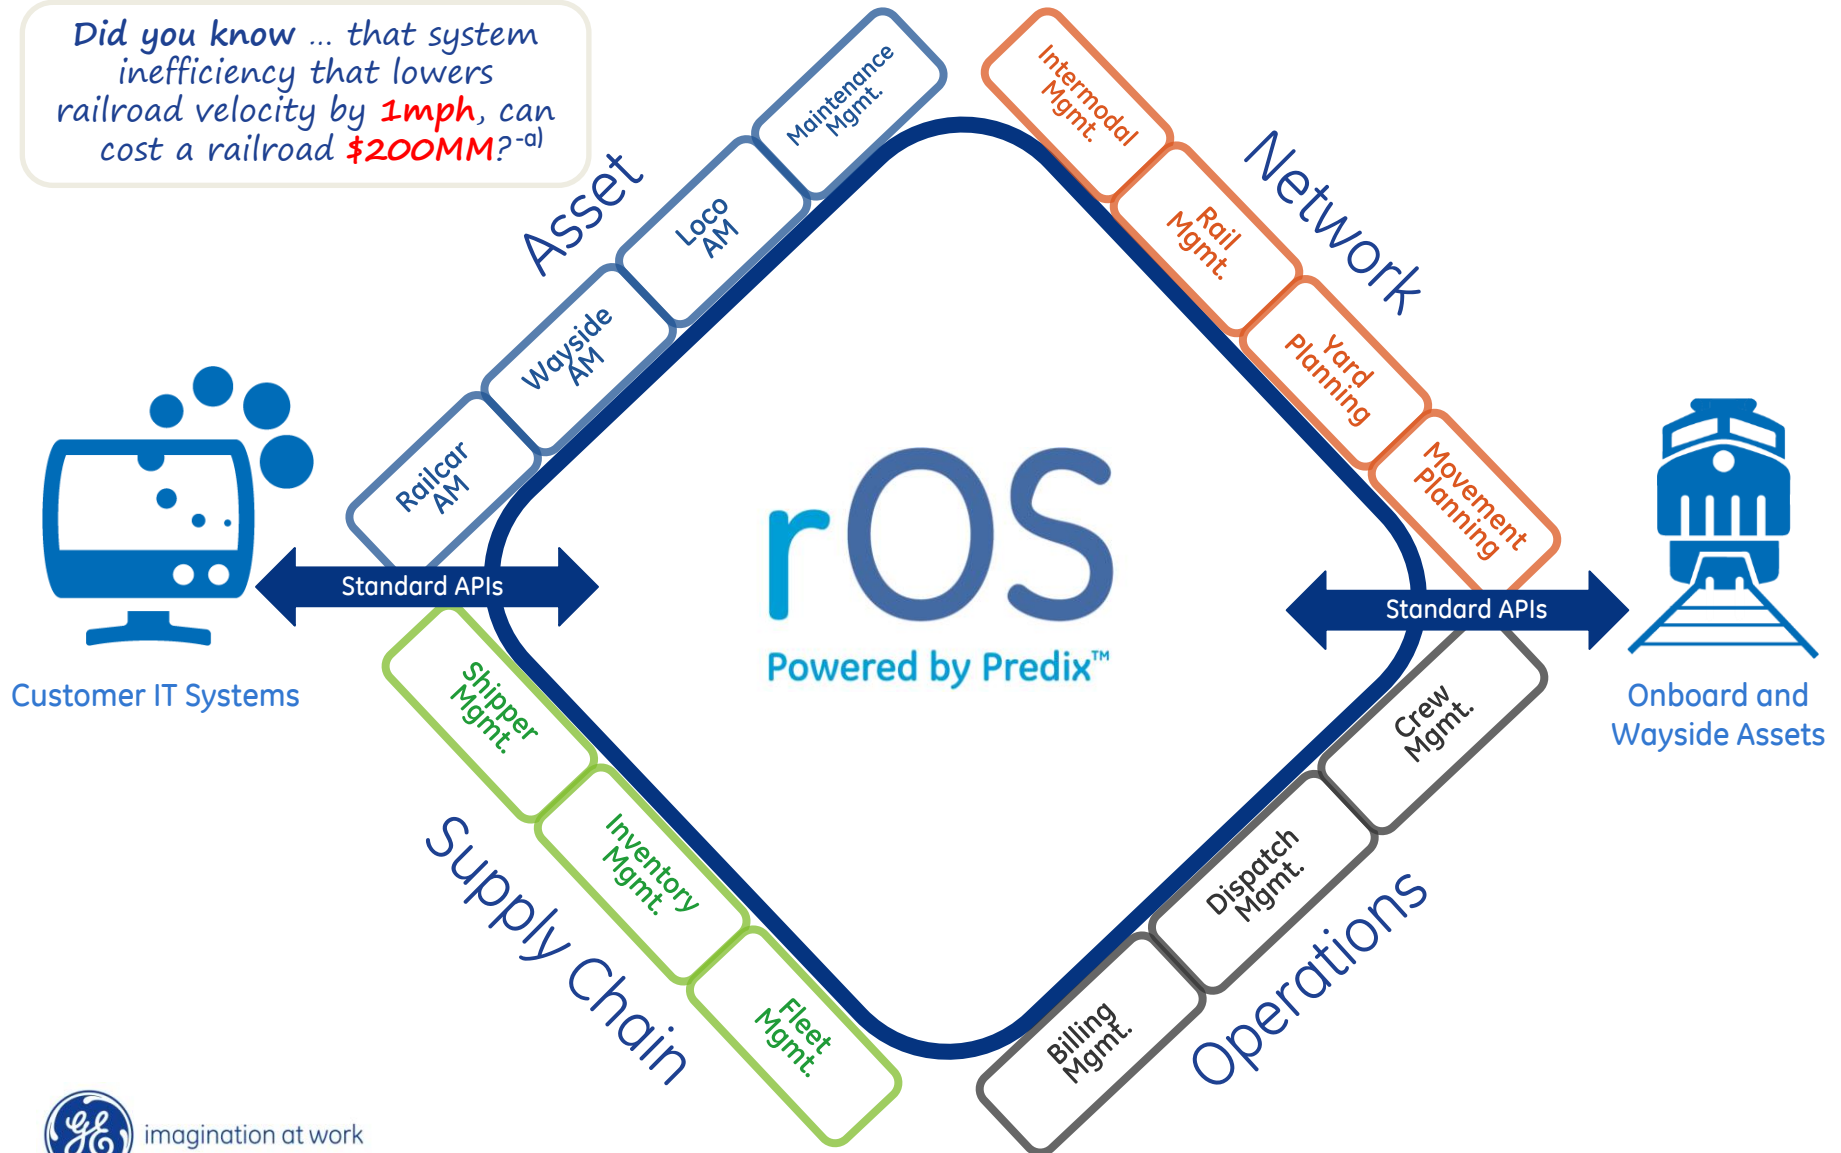 Did you know ... that system
inefficiency that lowers
railroad velocity by 1mph, can
cost a railroad $200MM?-a)
Asset
Maintenance
Mgmt.
Loco
AM
Wayside
AM
Railcar
AM
Network
Intermodal
Mgmt.
Rail
Mgmt.
Yard
Planning
Movement
Planning
Standard APIs
Customer IT Systems
rOS
Powered by Predix™
Standard APIs
Onboard and
Wayside Assets
Supply Chain
Shipper
Mgmt.
Inventory
Mgmt.
Fleet
Mgmt.
Operations
Crew
Mgmt.
Dispatch
Mgmt.
Billing
Mgmt.
GE
imagination at work